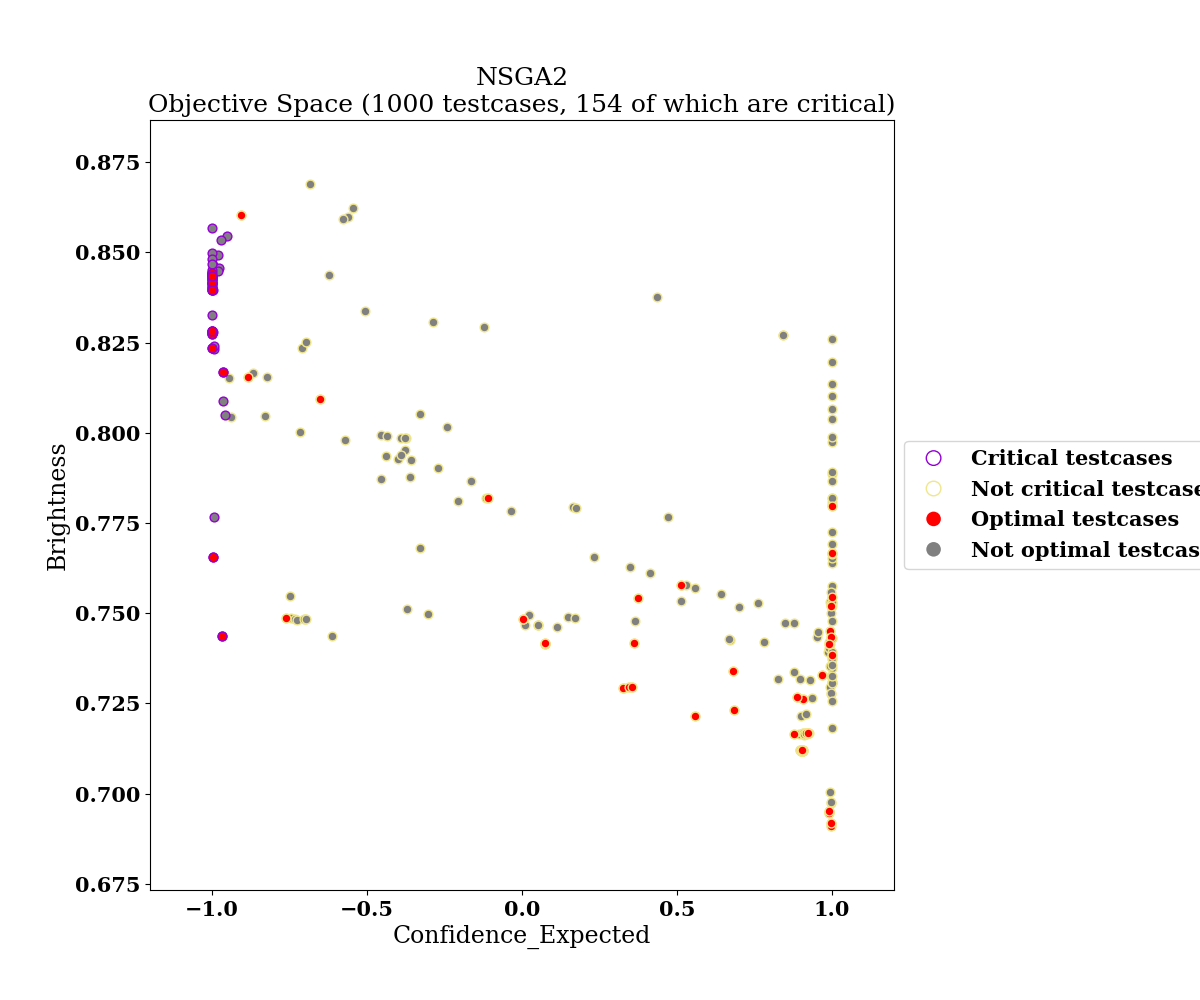 NSGA2
Objective Space (1000 testcases, 154 of which are critical)
0.875
0.850
0.825
0.800
0.775
0.750
0.725
0.700
0.675
Brightness
−1.0
−0.5
0.0
0.5
1.0
Confidence_Expected
Critical testcases
Not critical testcase
Optimal testcases
Not optimal testcas